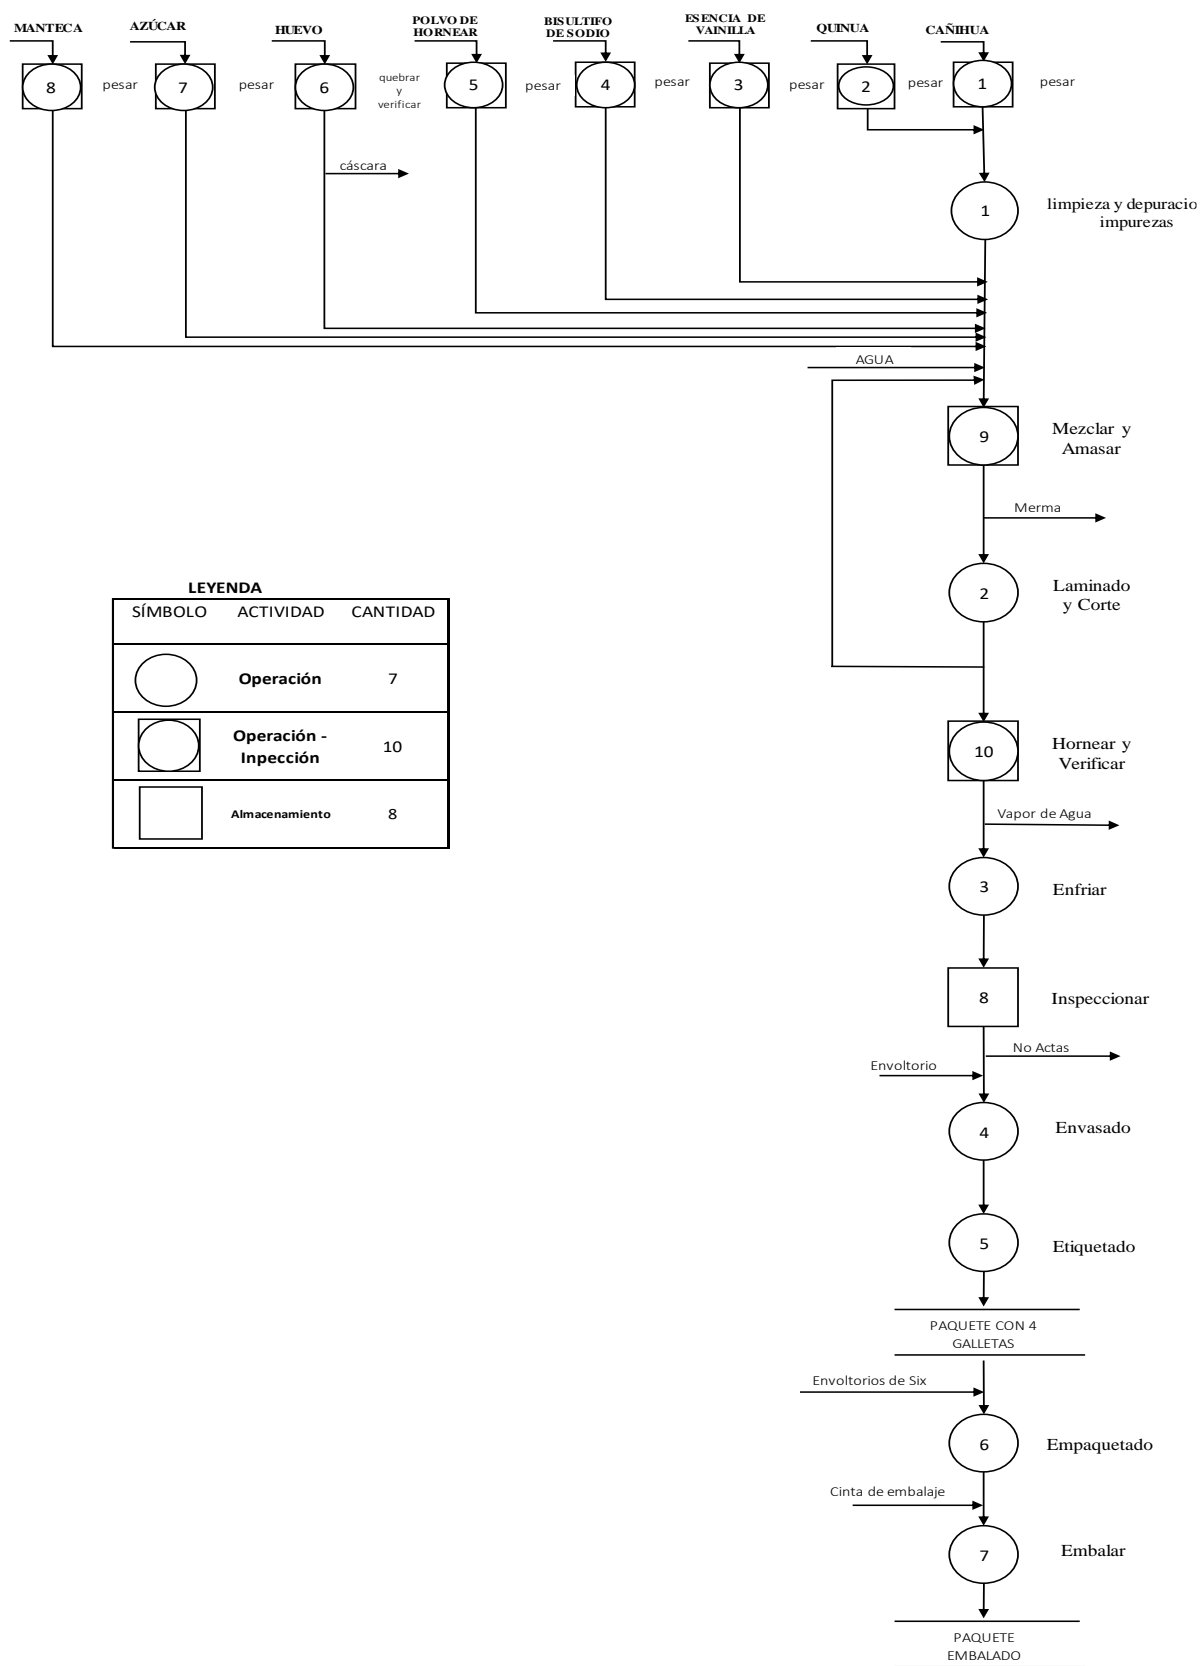 MANTECA
AZÚCAR
HUEVO
POLVO DE
HORNEAR
BISULTIFO
DE SODIO
ESENCIA DE
VAINILLA
QUINUA
CAÑIHUA
8
pesar
7
pesar
6
quebrar
y
verificar
5
pesar
4
pesar
3
pesar
2
pesar
1
pesar
cáscara
1
limpieza y depuracio
impurezas
AGUA
9
Mezclar y
Amasar
Merma
2
Laminado
y Corte
LEYENDA
SÍMBOLO ACTIVIDAD CANTIDAD
Operación 7
Operación -
Inpección
10
Almacenamiento 8
10
Hornear y
Verificar
Vapor de Agua
3
Enfriar
8
Inspeccionar
No Actas
Envoltorio
4
Envasado
5
Etiquetado
PAQUETE CON 4
GALLETAS
Envoltorios de Six
6
Empaquetado
Cinta de embalaje
7
Embalar
PAQUETE
EMBALADO